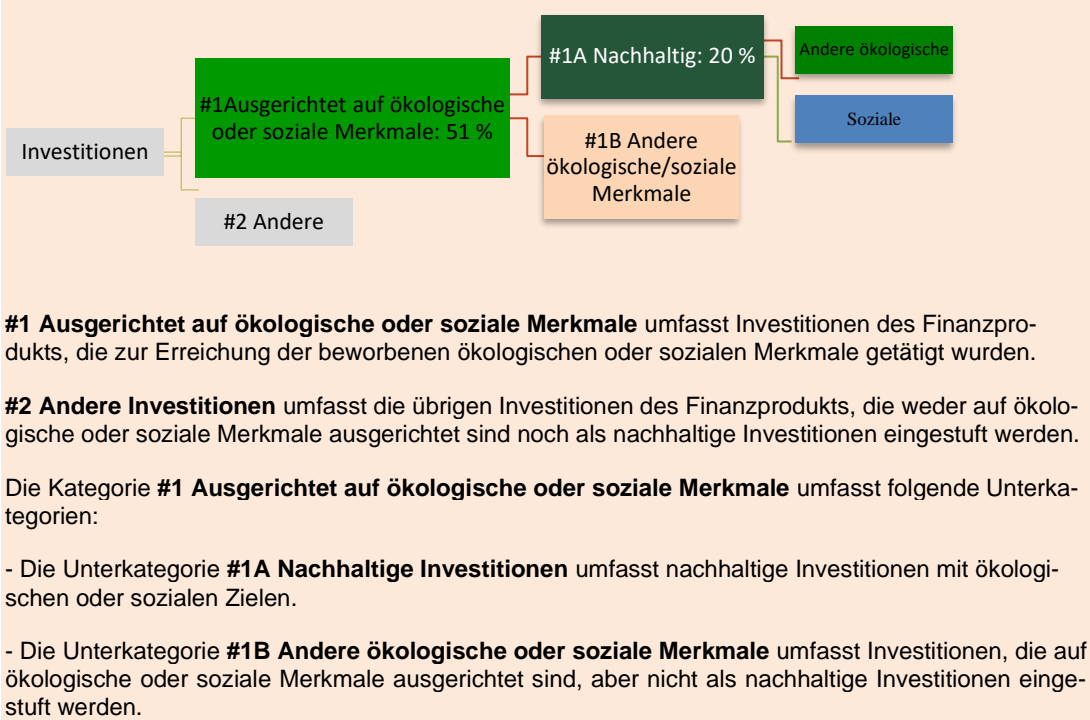 Investitionen
#1Ausgerichtet auf ökologische
oder soziale Merkmale: 51 %
#2 Andere
#1A Nachhaltig: 20 %
#1B Andere
ökologische/soziale
Merkmale
Andere ökologische
Soziale
#1 Ausgerichtet auf ökologische oder soziale Merkmale umfasst Investitionen des Finanzpro-
dukts, die zur Erreichung der beworbenen ökologischen oder sozialen Merkmale getätigt wurden.
#2 Andere Investitionen umfasst die übrigen Investitionen des Finanzprodukts, die weder auf ökolo-
gische oder soziale Merkmale ausgerichtet sind noch als nachhaltige Investitionen eingestuft werden.
Die Kategorie #1 Ausgerichtet auf ökologische oder soziale Merkmale umfasst folgende Unterka-
tegorien:
- Die Unterkategorie #1A Nachhaltige Investitionen umfasst nachhaltige Investitionen mit ökologi-
schen oder sozialen Zielen.
- Die Unterkategorie #1B Andere ökologische oder soziale Merkmale umfasst Investitionen, die auf
ökologische oder soziale Merkmale ausgerichtet sind, aber nicht als nachhaltige Investitionen einge-
stuft werden.